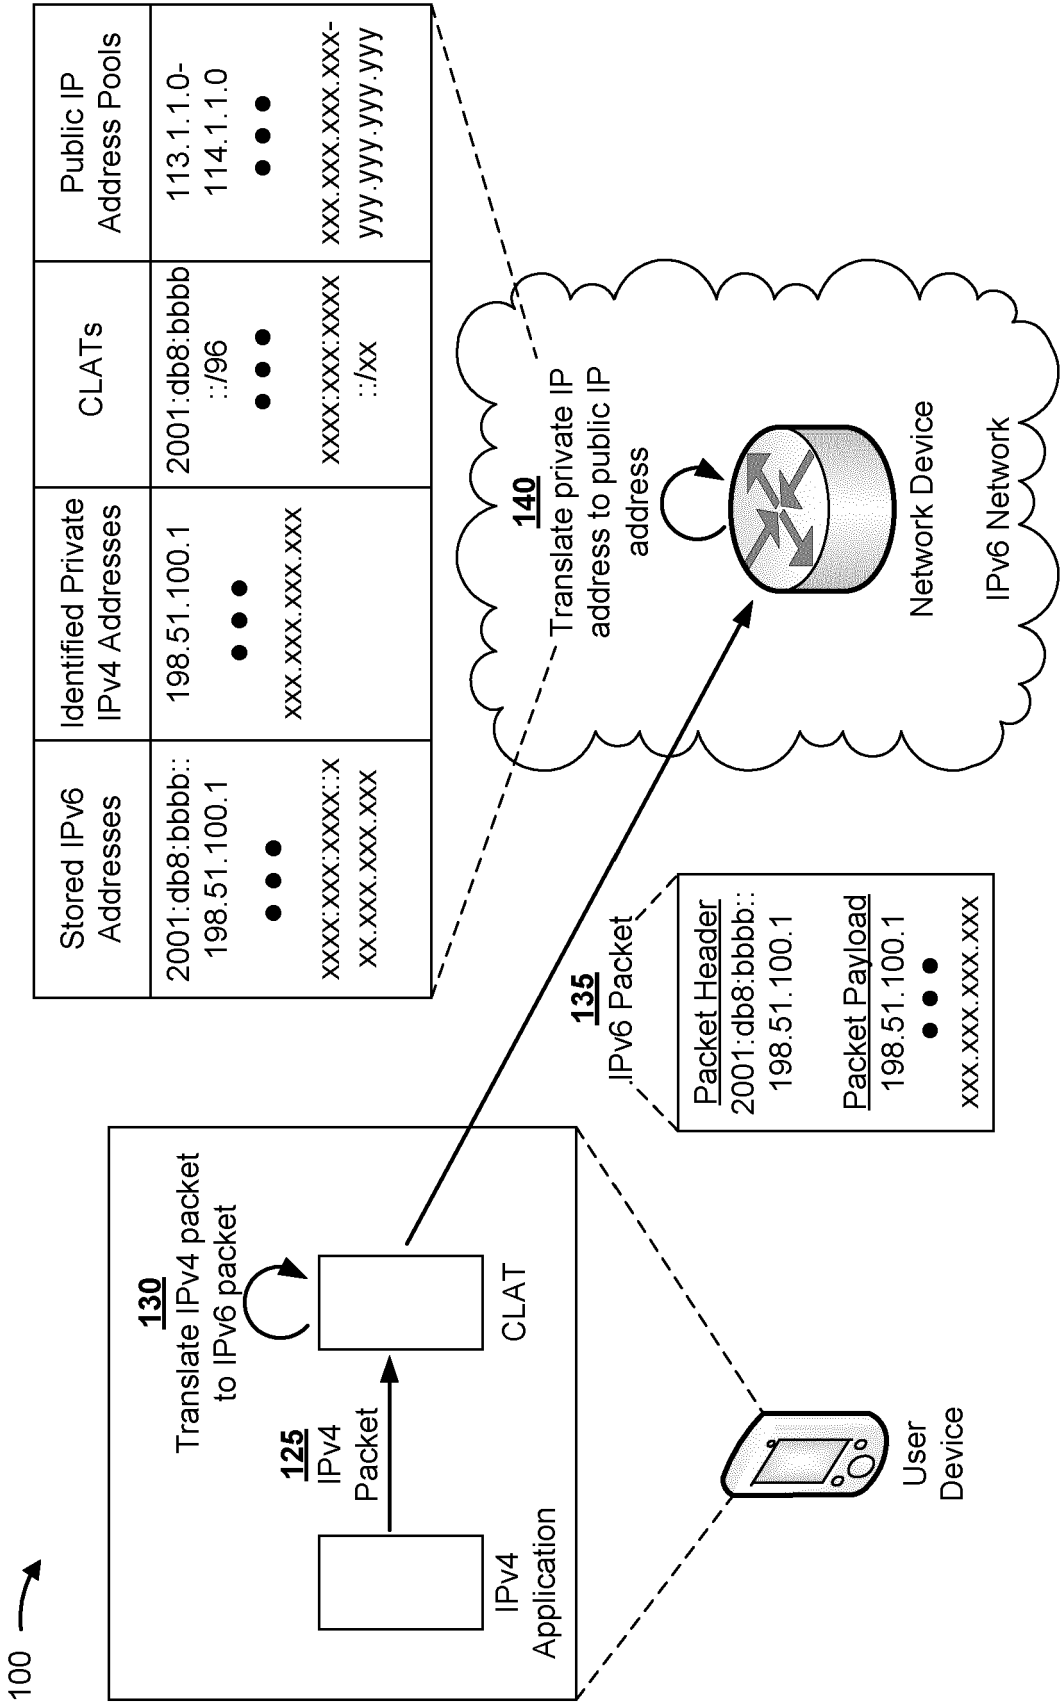 100
130
Translate IPv4 packet
to IPv6 packet
125
IPv4
Packet
IPv4
Application
CLAT
User
Device
Stored IPv6
Addresses
Identified Private
IPv4 Addresses
CLATs
Public IP
Address Pools
2001:db8:bbbb::
198.51.100.1
198.51.100.1
2001:db8:bbbb
::/96
113.1.1.0-
114.1.1.0
xxxx:xxx:xxxx::x
xx.xxx.xxx.xxx
xxx.xxx.xxx.xxx
xxxx:xxx:xxxx
::/xx
xxx.xxx.xxx.xxx-
yyy.yyy.yyy.yyy
135
IPv6 Packet
Packet Header
2001:db8:bbbb::
198.51.100.1
Packet Payload
198.51.100.1
xxx.xxx.xxx.xxx
140
Translate private IP
address to public IP
address
Network Device
IPv6 Network